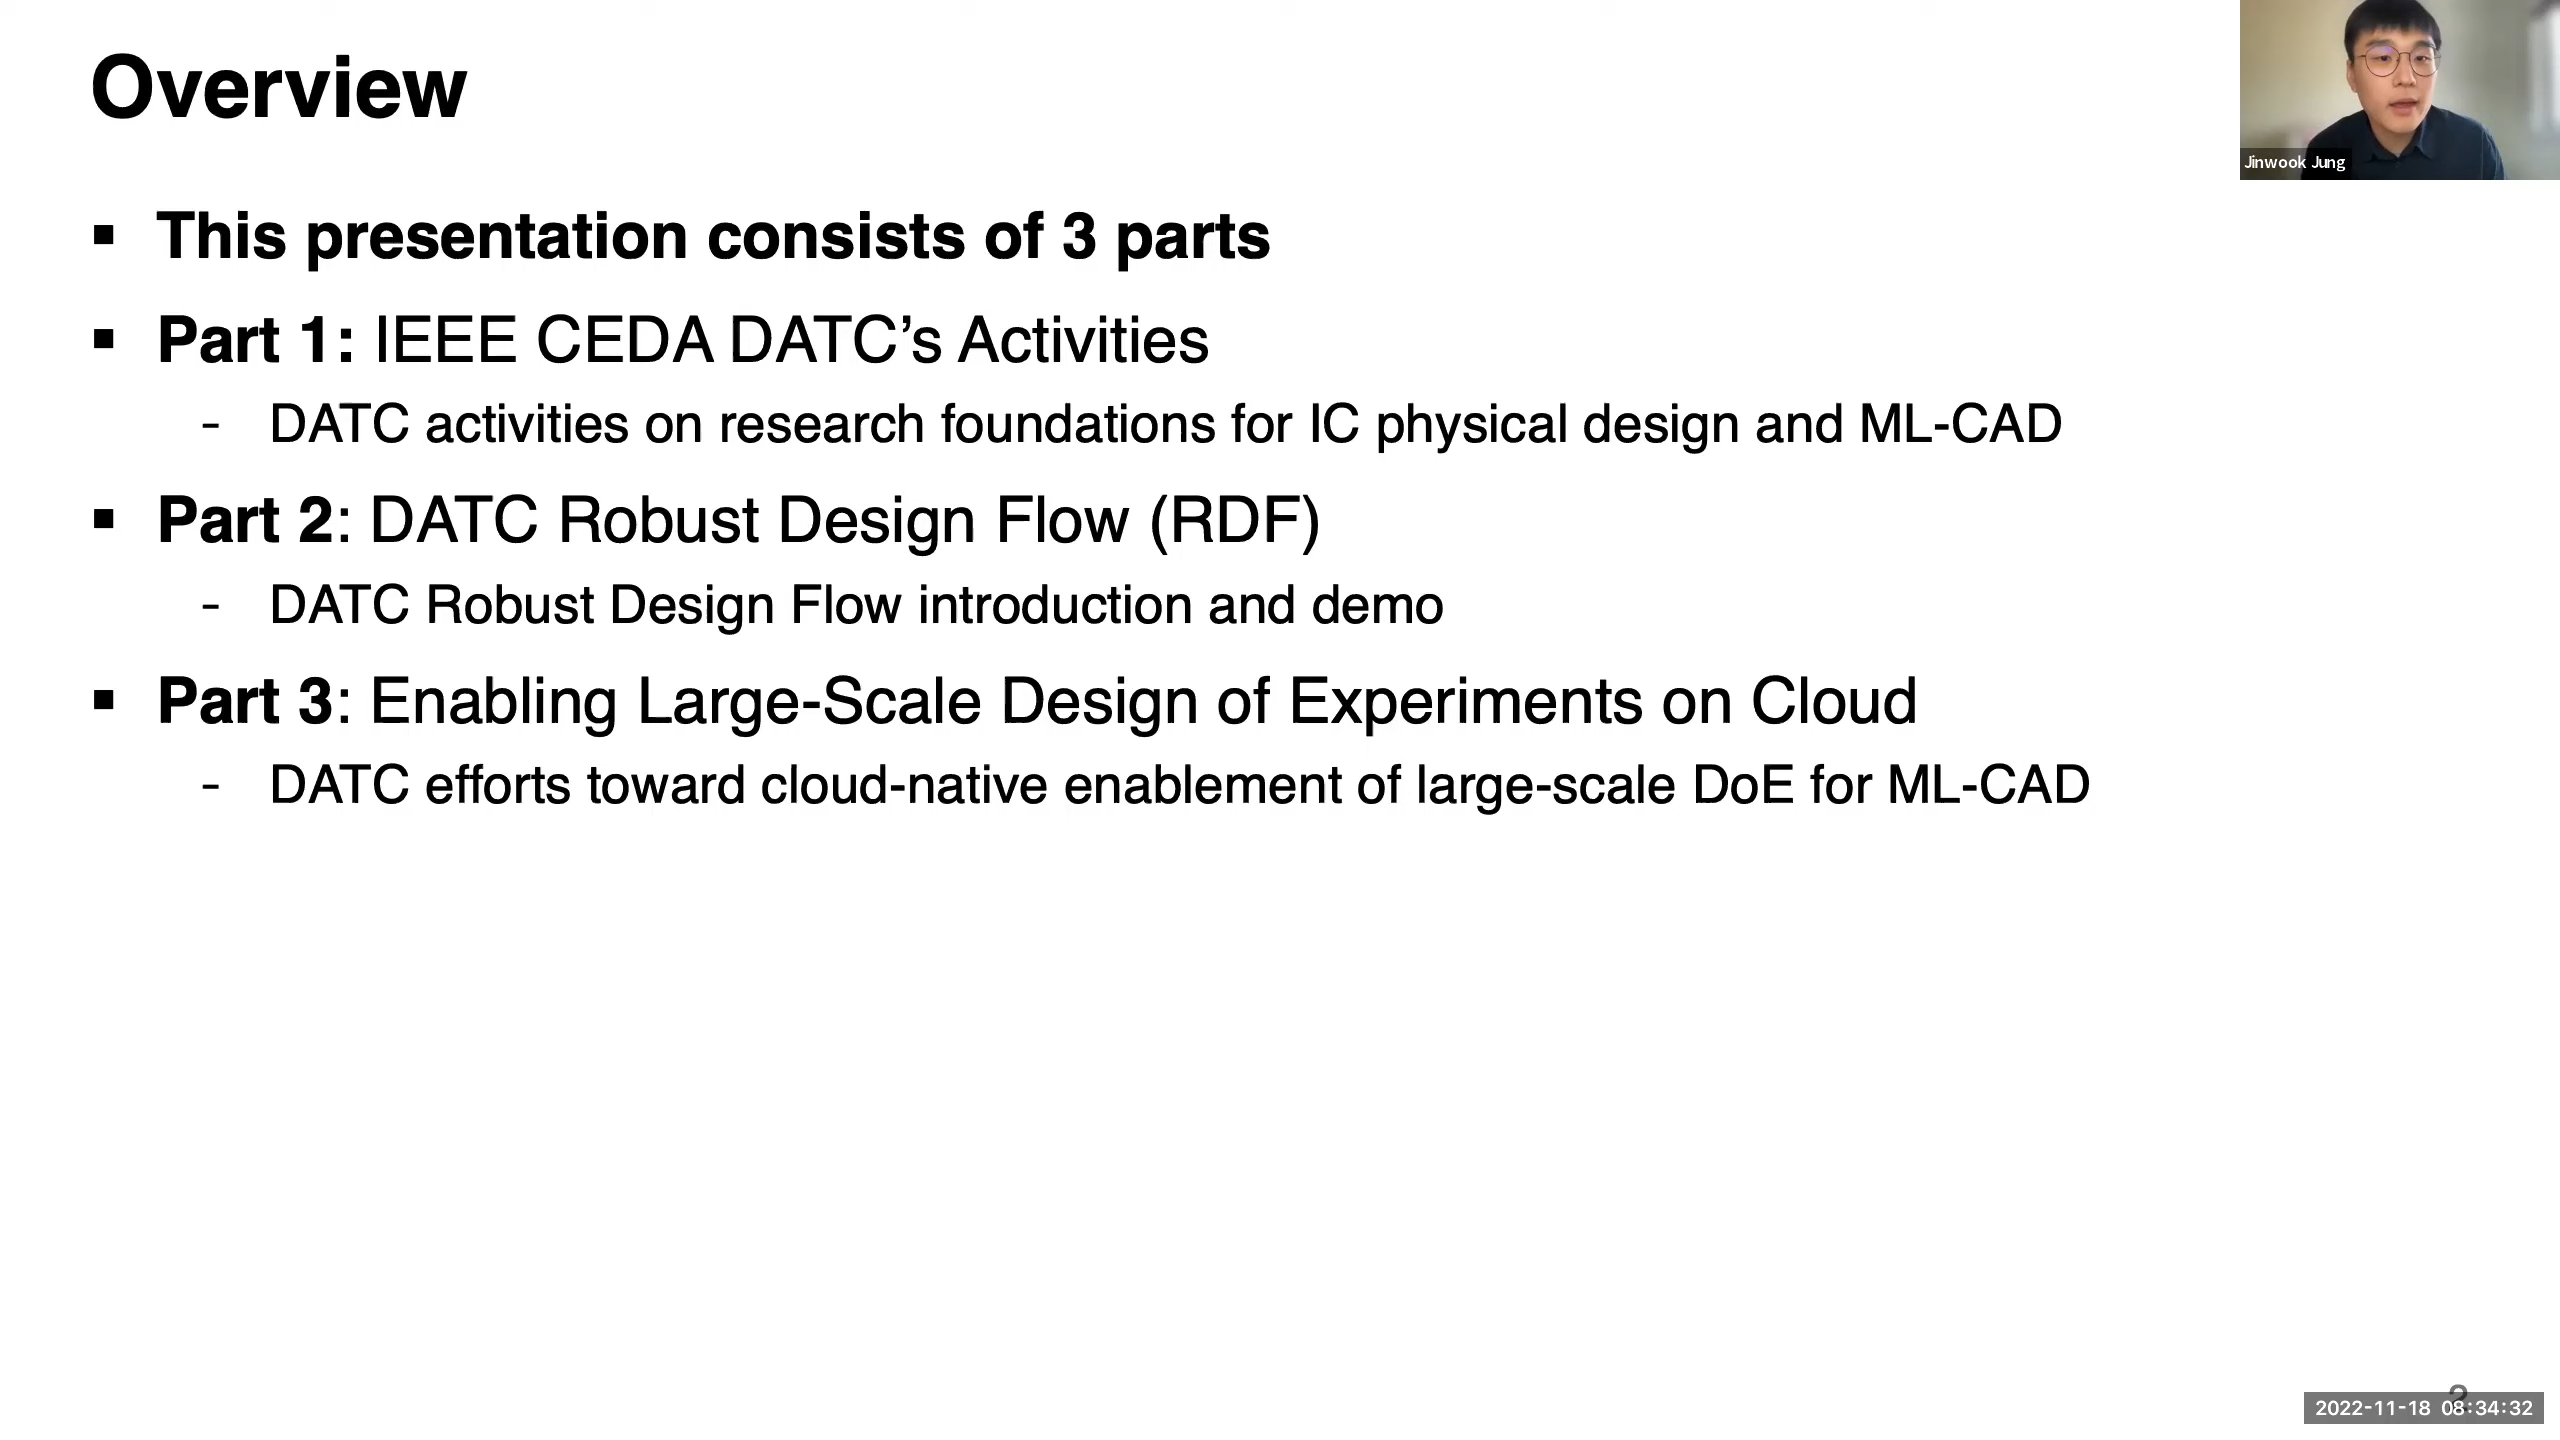 Overview
Jinwook Jung
▪ This presentation consists of 3 parts
▪ Part 1: IEEE CEDA DATC’s Activities
- DATC activities on research foundations for IC physical design and ML-CAD
▪ Part 2: DATC Robust Design Flow (RDF)
- DATC Robust Design Flow introduction and demo
▪ Part 3: Enabling Large-Scale Design of Experiments on Cloud
- DATC efforts toward cloud-native enablement of large-scale DoE for ML-CAD
2022-11-18 08:34:32